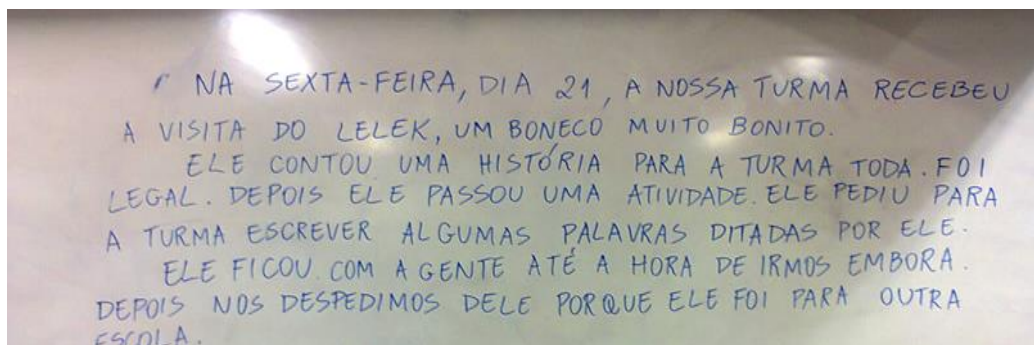 NA SEXTA-FEIRA, DIA 21, A NOSSA TURMA RECEBEU
A VISITA DO LELEK, UM BONECO MUITO BONITO.
ELE CONTOU UMA HISTÓRIA PARA A TURMA TODA. FOI
LEGAL. DEPOIS ELE PASSOU UMA ATIVIDADE. ELE PEDIU PARA
A TURMA ESCREVER ALGUMAS PALAVRAS DITADAS POR ELE.
ELE FICOU COM A GENTE ATÉ A HORA DE IRMOS EMBORA.
DEPOIS NOS DESPEDIMOS DELE PORQUE ELE FOI PARA OUTRA
ESCOLA.